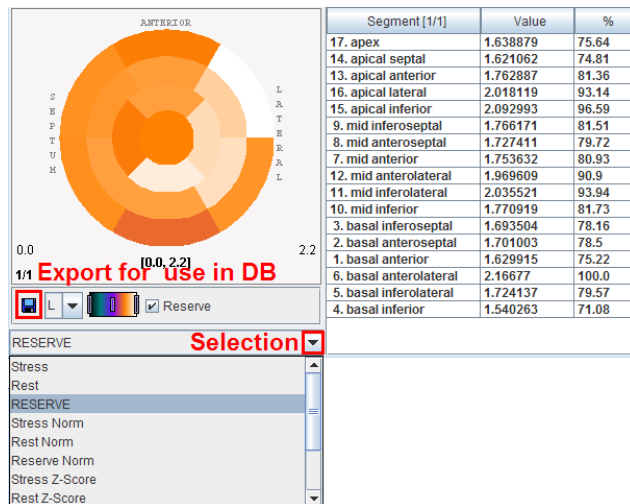 ANTERIOR
SEPTUM
LATERAL
0.0
[0.0, 2.2]
2.2
1/1 Export for use in DB
L
Reserve
RESERVE Selection
Stress
Rest
RESERVE
Stress Norm
Rest Norm
Reserve Norm
Stress Z-Score
Rest Z-Score
Segment [1/1] Value %
17. apex 1.638879 75.64
14. apical septal 1.621062 74.81
13. apical anterior 1.762887 81.36
16. apical lateral 2.018119 93.14
15. apical inferior 2.092993 96.59
9. mid inferoseptal 1.766171 81.51
8. mid anteroseptal 1.727411 79.72
7. mid anterior 1.753632 80.93
12. mid anterolateral 1.969609 90.9
11. mid inferolateral 2.035521 93.94
10. mid inferior 1.770919 81.73
3. basal inferoseptal 1.693504 78.16
2. basal anteroseptal 1.701003 78.5
1. basal anterior 1.629915 75.22
6. basal anterolateral 2.16677 100.0
5. basal inferolateral 1.724137 79.57
4. basal inferior 1.540263 71.08